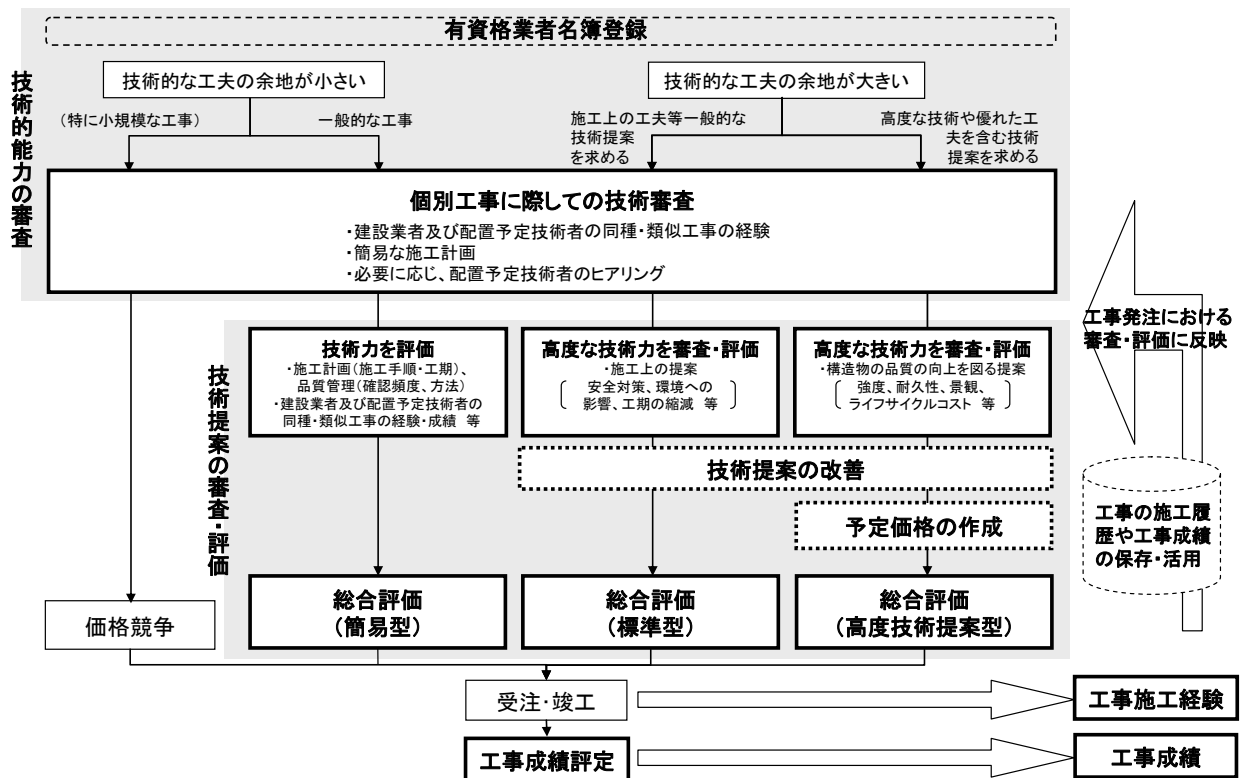 有資格業者名簿登録
技術的能力の審査
技術的な工夫の余地が小さい
技術的な工夫の余地が大きい
(特に小規模な工事)
一般的な工事
施工上の工夫等一般的な
技術提案
を求める
高度な技術や優れた工
夫を含む技術
提案を求める
個別工事に際しての技術審査
・建設業者及び配置予定技術者の同種・類似工事の経験
・簡易な施工計画
・必要に応じ、配置予定技術者のヒアリング
工事発注における
審査・評価に反映
技術提案の審査・評価
技術力を評価
・施工計画(施工手順・工期)、
品質管理(確認頻度、方法)
・建設業者及び配置予定技術者の
同種・類似工事の経験・成績 等
高度な技術力を審査・評価
・施工上の提案
安全対策、環境への
影響、工期の縮減 等
高度な技術力を審査・評価
・構造物の品質の向上を図る提案
強度、耐久性、景観、
ライフサイクルコスト 等
技術提案の改善
予定価格の作成
工事の施工履
歴や工事成績
の保存・活用
価格競争
総合評価
(簡易型)
総合評価
(標準型)
総合評価
(高度技術提案型)
受注・竣工
工事施工経験
工事成績評定
工事成績